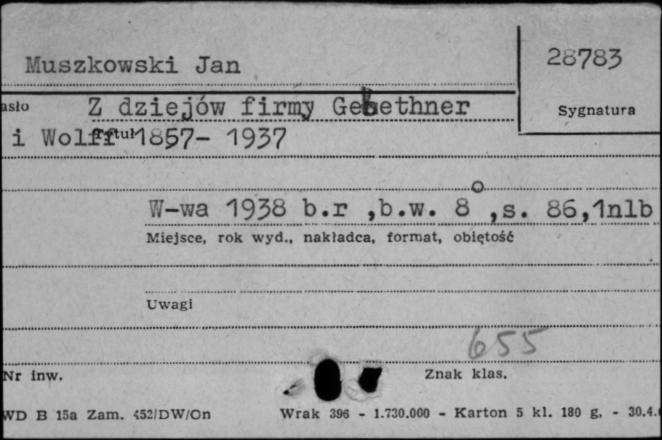 Muszkowski Jan
28783
asło
Z dziejów firmy Gebethner
Sygnatura
i Wolff tytuł 1857- 1937
W-wa 1938 b.r ,b.w. 8° ,s. 86,1nlb
Miejsce, rok wyd., nakładca, format, objętość
Uwagi
655
Nr inw.
Znak klas.
WD B 15a Zam. 452/DW/On
Wrak 396 - 1.730.000 - Karton 5 kl. 180 g. - 30.4.